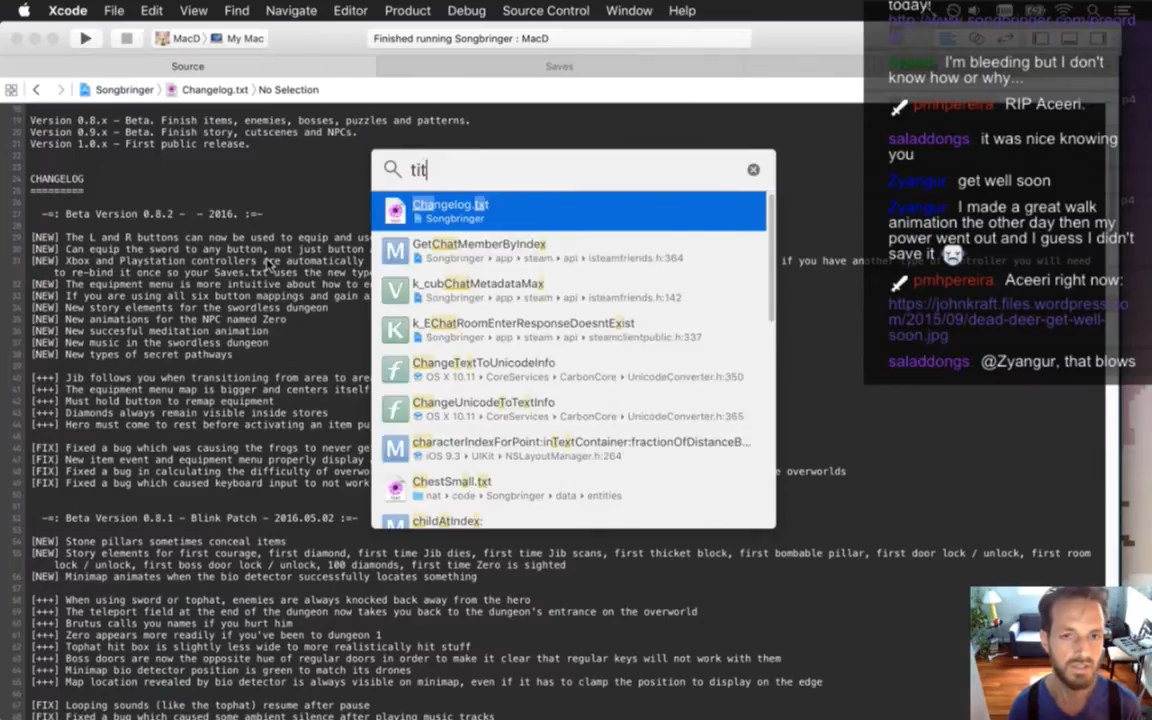 Xcode File Edit View Find Navigate Editor Product Debug Source Control Window Help
MacD My Mac
Finished running Songbringer : MacD
Source
Saves
Songbringer Changelog.txt No Selection
Version 0.8.x - Beta. Finish items, enemies, bosses, puzzles and patterns.
Version 0.9.x - Beta. Finish story, cutscenes and NPCs.
Version 1.0.x - First public release.
CHANGELOG
=========
-=: Beta Version 0.8.2 - - 2016. :=-
[NEW] The L and R buttons can now be used to equip and us
[NEW] Can equip the sword to any button, not just button
[NEW] Xbox and Playstation controllers are automatically
if you have another type of controller you will need
to re-bind it once so your Saves.txt uses the new typ
[NEW] The equipment menu is more intuitive about how to e
[NEW] If you are using all six button mappings and gain a
[NEW] New story elements for the swordless dungeon
[NEW] New animations for the NPC named Zero
[NEW] New succesful meditation animation
[NEW] New music in the swordless dungeon
[NEW] New types of secret pathways
[+++] Jib follows you when transitioning from area to are
[+++] The equipment menu map is bigger and centers itself
[+++] Must hold button to remap equipment
[+++] Diamonds always remain visible inside stores
[+++] Hero must come to rest before activating an item pu
[FIX] Fixed a bug which was causing the frogs to never ge
[FIX] New item event and equipment menu properly display
[FIX] Fixed a bug in calculating the difficulty of overwo
e overworlds
[FIX] Fixed a bug which caused keyboard input to not work
-=: Beta Version 0.8.1 - Blink Patch - 2016.05.02 :=-
[NEW] Stone pillars sometimes conceal items
[NEW] Story elements for first courage, first diamond, first time Jib dies, first time Jib scans, first thicket block, first bombable pillar, first door lock / unlock, first room
lock / unlock, first boss door lock / unlock, 100 diamonds, first time Zero is sighted
[NEW] Minimap animates when the bio detector successfully locates something
[+++] When using sword or tophat, enemies are always knocked back away from the hero
[+++] The teleport field at the end of the dungeon now takes you back to the dungeon's entrance on the overworld
[+++] Brutus calls you names if you hurt him
[+++] Zero appears more readily if you've been to dungeon 1
[+++] Tophat hit box is slightly less wide to more realistically hit stuff
[+++] Boss doors are now the opposite hue of regular doors in order to make it clear that regular keys will not work with them
[+++] Minimap bio detector position is green to match its drones
[+++] Map location revealed by bio detector is always visible on minimap, even if it has to clamp the position to display on the edge
[FIX] Looping sounds (like the tophat) resume after pause
[FIX] Fixed a bug which caused some ambient silence after playing music tracks
tit
Changelog.txt
Songbringer
GetChatMemberByIndex
Songbringer ▸ app ▸ steam ▸ api ▸ isteamfriends.h:364
k_cubChatMetadataMax
Songbringer ▸ app ▸ steam ▸ api ▸ isteamfriends.h:142
k_EChatRoomEnterResponseDoesntExist
Songbringer ▸ app ▸ steam ▸ api ▸ steamclientpublic.h:337
ChangeTextToUnicodeInfo
OS X 10.11 ▸ CoreServices ▸ CarbonCore ▸ UnicodeConverter.h:350
ChangeUnicodeToTextInfo
OS X 10.11 ▸ CoreServices ▸ CarbonCore ▸ UnicodeConverter.h:365
characterIndexForPoint:inTextContainer:fractionOfDistanceB...
iOS 9.3 ▸ UIKit ▸ NSLayoutManager.h:264
ChestSmall.txt
nat ▸ code ▸ Songbringer ▸ data ▸ entities
childAtIndex:
today!
http://www.songbringer.com/preord
I'm bleeding but I don't
know how or why...
pmhpereira RIP Aceeri.
saladdongs it was nice knowing
you
Zyangur get well soon
Zyangur I made a great walk
animation the other day then my
power went out and I guess I didn't
save it
pmhpereira Aceeri right now:
https://johnkraft.files.wordpress.co
m/2015/09/dead-deer-get-well-
soon.jpg
saladdongs @Zyangur, that blows